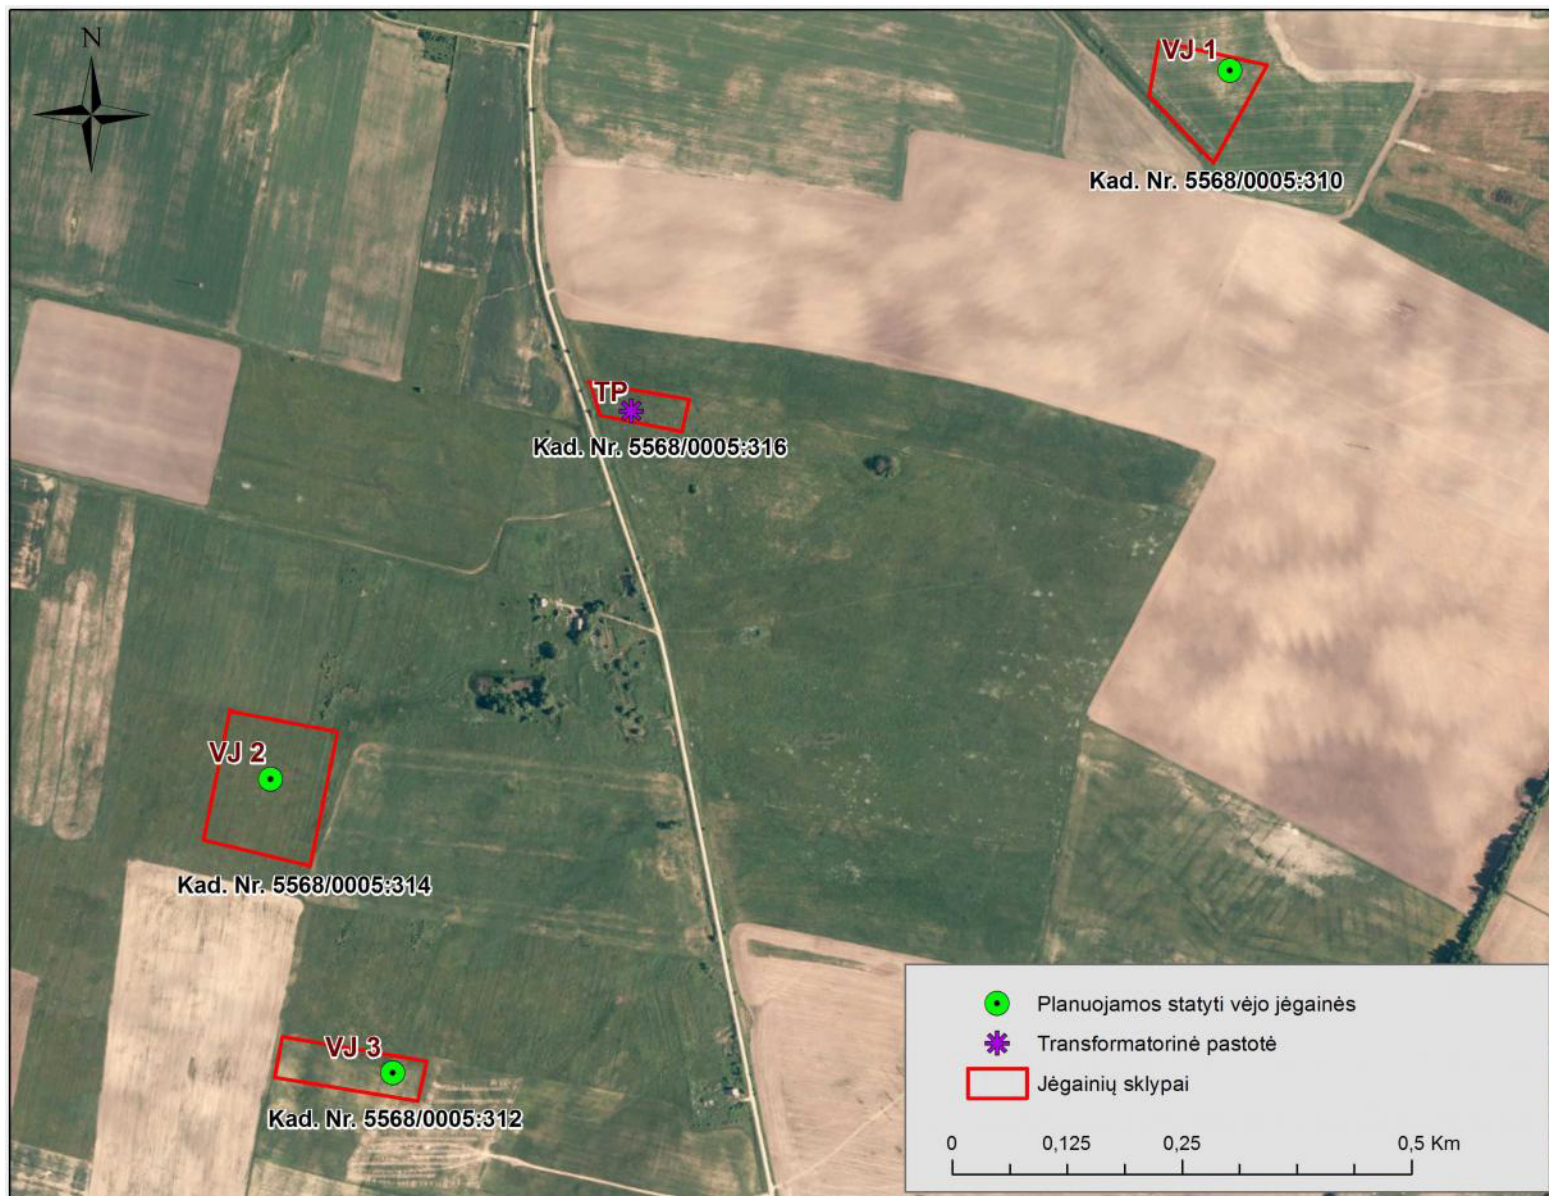 N
VJ 1
Kad. Nr. 5568/0005:310
TP
Kad. Nr. 5568/0005:316
VJ 2
Kad. Nr. 5568/0005:314
VJ 3
Kad. Nr. 5568/0005:312
Planuojamos statyti vėjo jėgainės
Transformatorinė pastotė
Jėgainių sklypai
0 0,125 0,25 0,5 Km